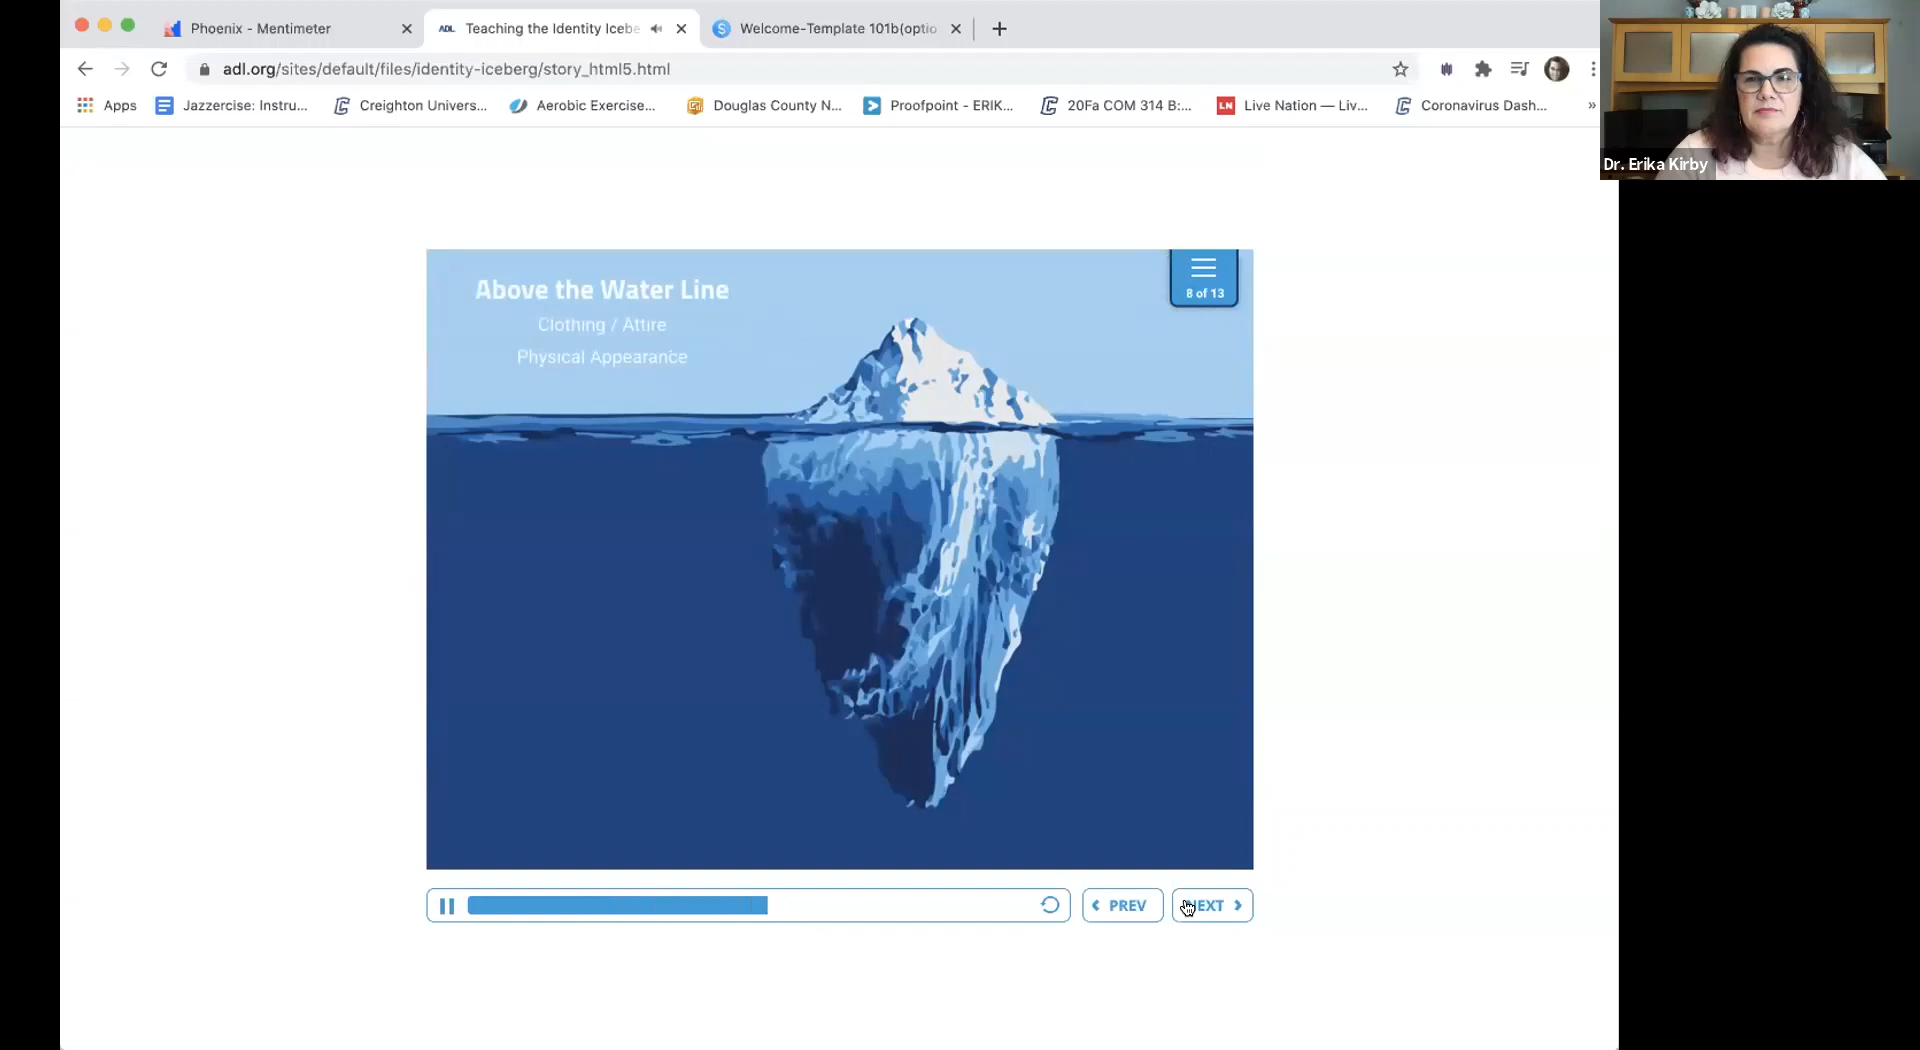 Phoenix - Mentimeter
ADL Teaching the Identity Icebe
S Welcome-Template 101b(optio
adl.org/sites/default/files/identity-iceberg/story_html5.html
Apps Jazzercise: Instru... Creighton Univers... Aerobic Exercise... Douglas County N... Proofpoint - ERIK... 20Fa COM 314 B:... LN Live Nation — Liv... Coronavirus Dash... »
Dr. Erika Kirby
Above the Water Line
Clothing / Attire
Physical Appearance
8 of 13
PREV
EXT